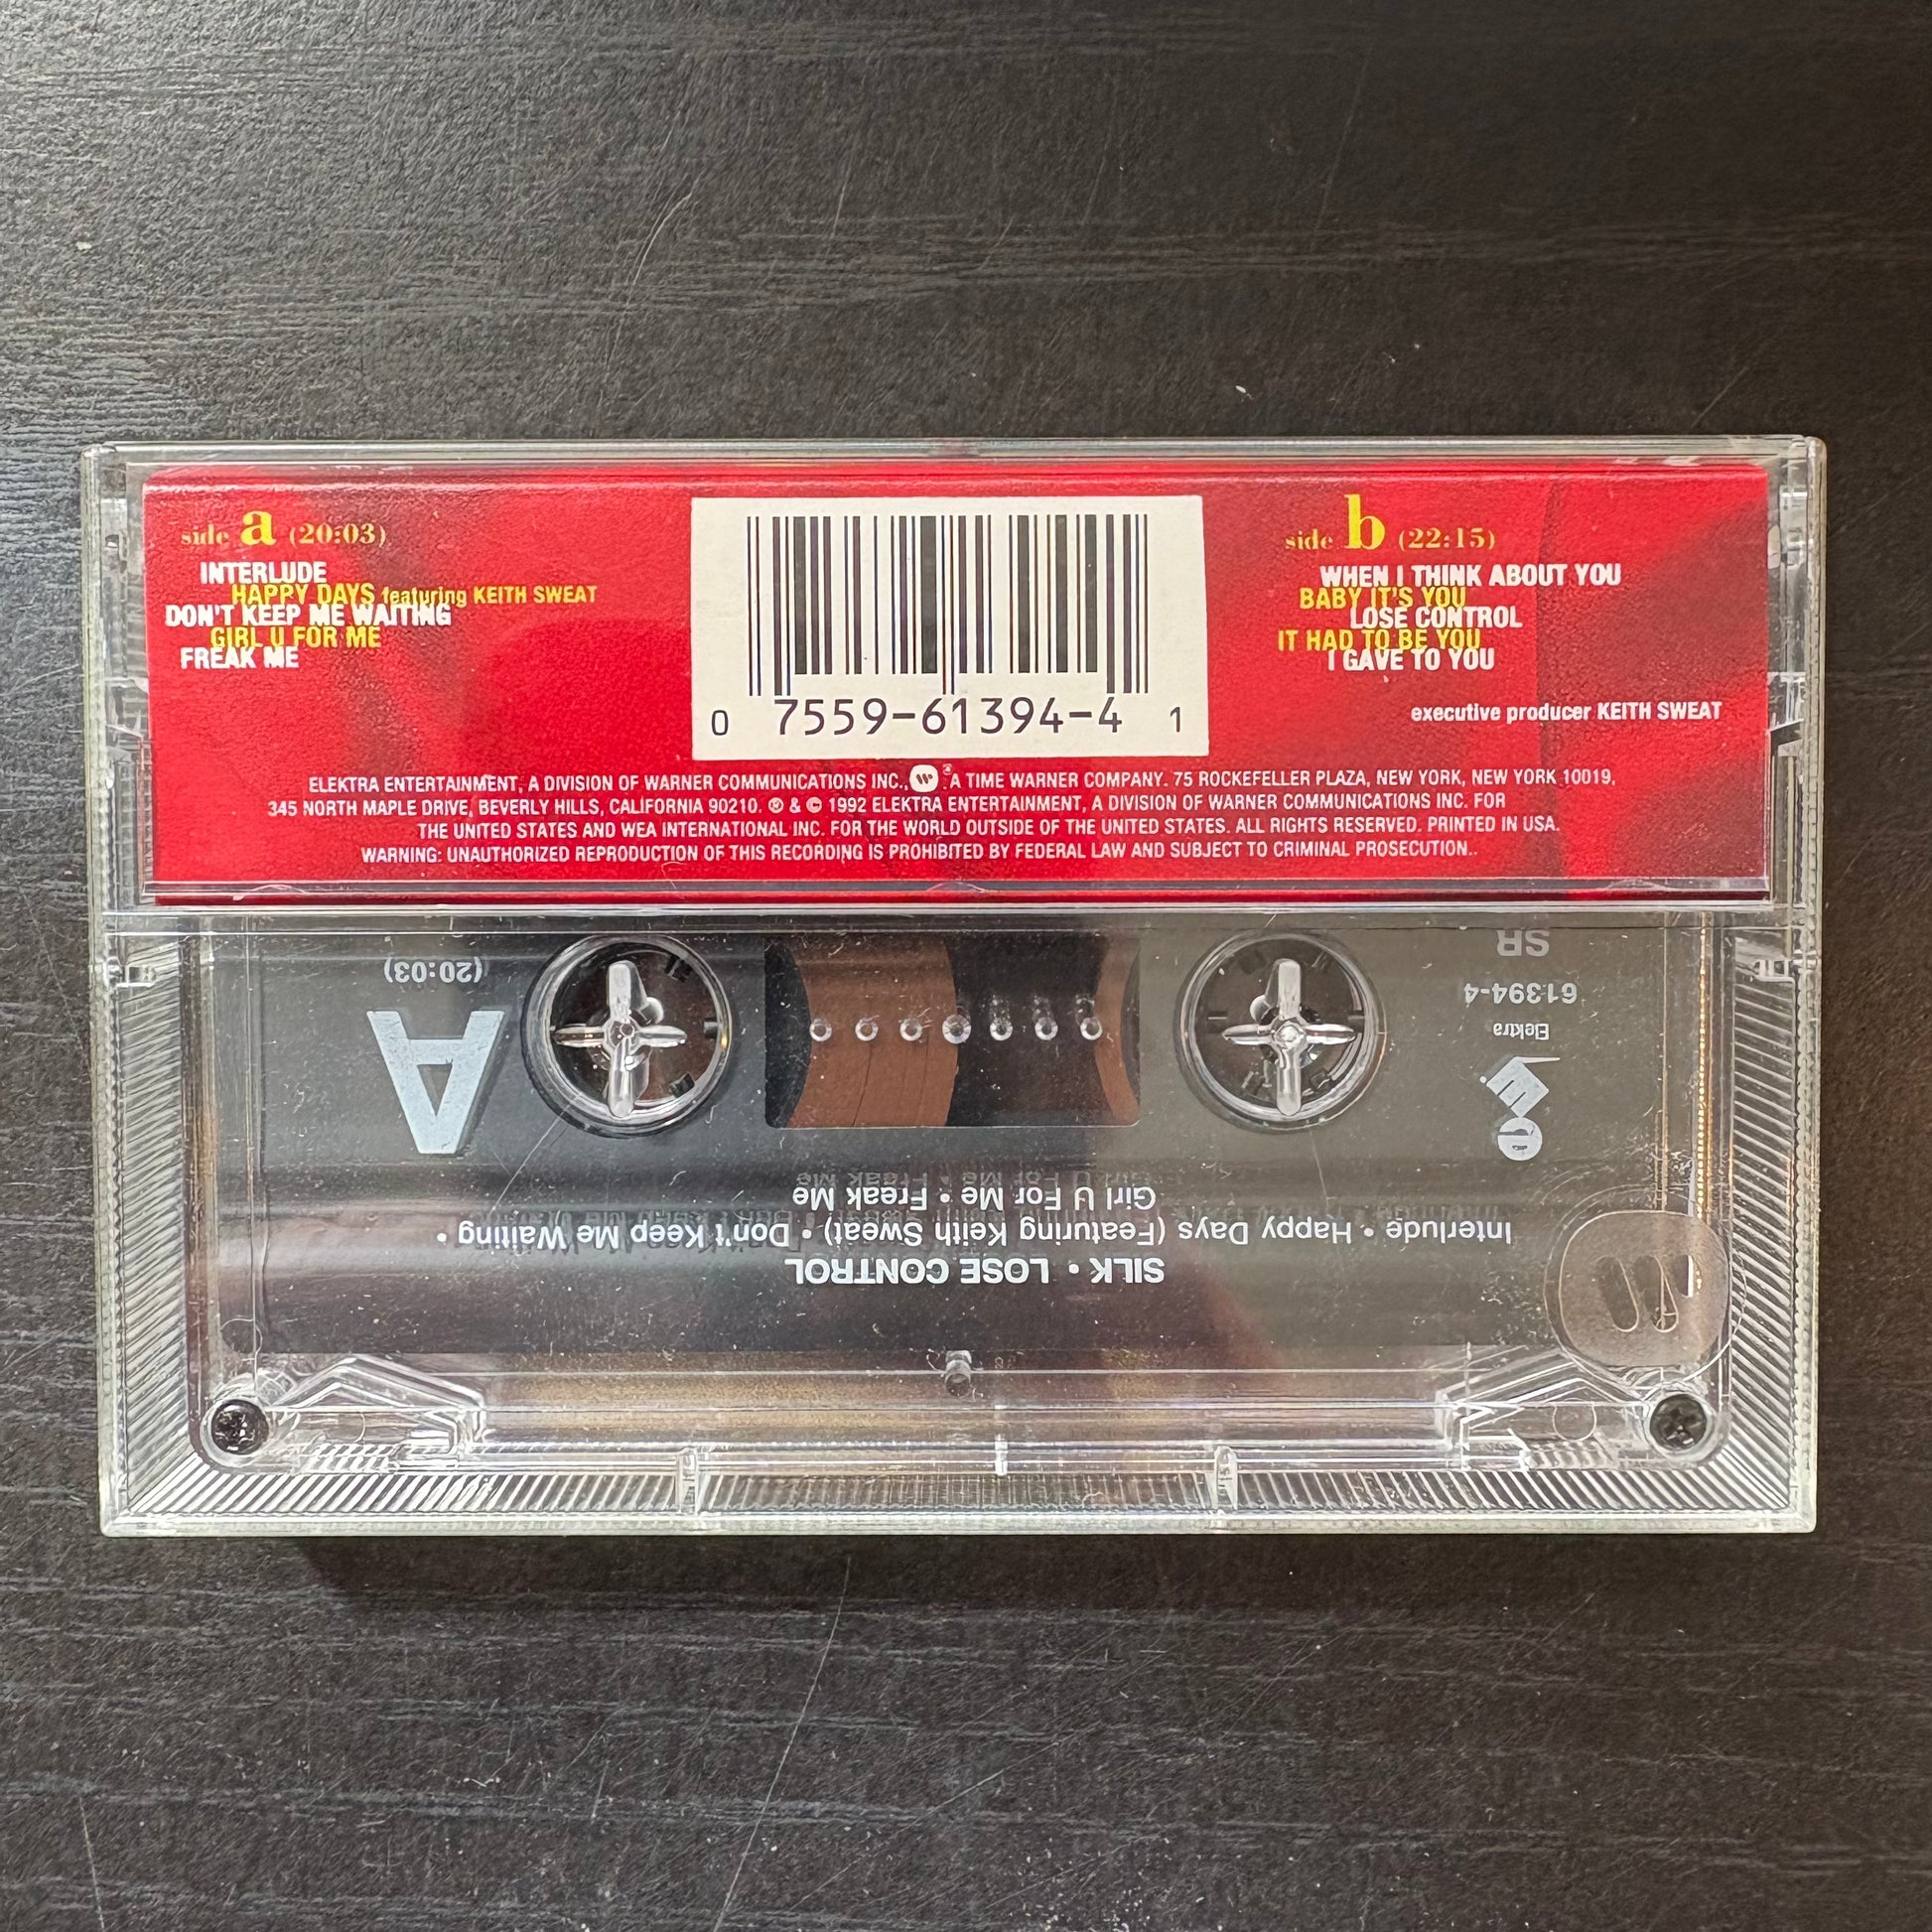 side a (20:03)
INTERLUDE
HAPPY DAYS featuring KEITH SWEAT
DON'T KEEP ME WAITING
GIRL U FOR ME
FREAK ME
0 7559-61394-4 1
side b (22:15)
WHEN I THINK ABOUT YOU
BABY IT'S YOU
LOSE CONTROL
IT HAD TO BE YOU
I GAVE TO YOU
executive producer KEITH SWEAT
ELEKTRA ENTERTAINMENT, A DIVISION OF WARNER COMMUNICATIONS INC., A TIME WARNER COMPANY. 75 ROCKEFELLER PLAZA, NEW YORK, NEW YORK 10019,
345 NORTH MAPLE DRIVE, BEVERLY HILLS, CALIFORNIA 90210. ℗ & © 1992 ELEKTRA ENTERTAINMENT, A DIVISION OF WARNER COMMUNICATIONS INC. FOR
THE UNITED STATES AND WEA INTERNATIONAL INC. FOR THE WORLD OUTSIDE OF THE UNITED STATES. ALL RIGHTS RESERVED. PRINTED IN USA.
WARNING: UNAUTHORIZED REPRODUCTION OF THIS RECORDING IS PROHIBITED BY FEDERAL LAW AND SUBJECT TO CRIMINAL PROSECUTION..
SILK • LOSE CONTROL
Interlude • Happy Days (Featuring Keith Sweat) • Don't Keep Me Waiting •
Girl U For Me • Freak Me
Elektra
61394-4
SR
A
(20:03)